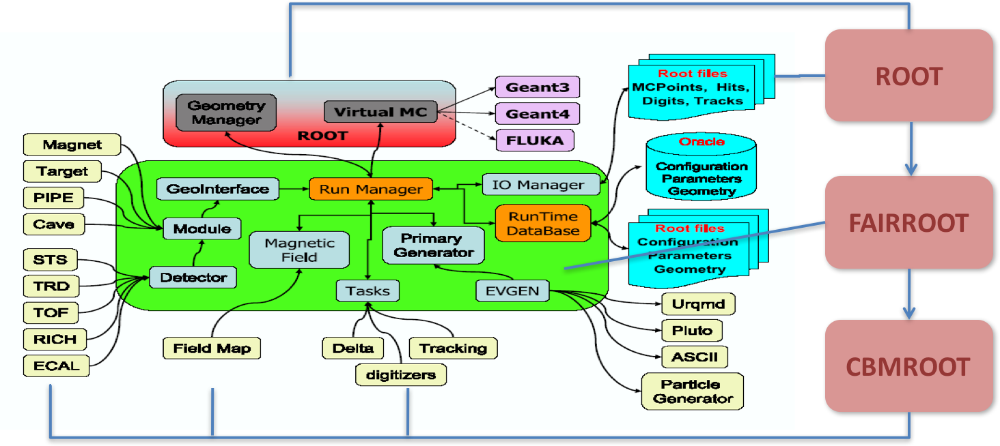 Geometry
Manager
Virtual MC
ROOT
Geant3
Geant4
FLUKA
Root files
MCPoints, Hits,
Digits, Tracks
ROOT
Magnet
Target
PIPE
Cave
STS
TRD
TOF
RICH
ECAL
GeoInterface
Run Manager
IO Manager
Module
Magnetic
Field
Primary
Generator
RunTime
DataBase
Detector
Tasks
EVGEN
Oracle
Configuration
Parameters
Geometry
Root files
Configuration
Parameters
Geometry
FAIRROOT
Field Map
Delta
Tracking
digitizers
Urqmd
Pluto
ASCII
Particle
Generator
CBMROOT